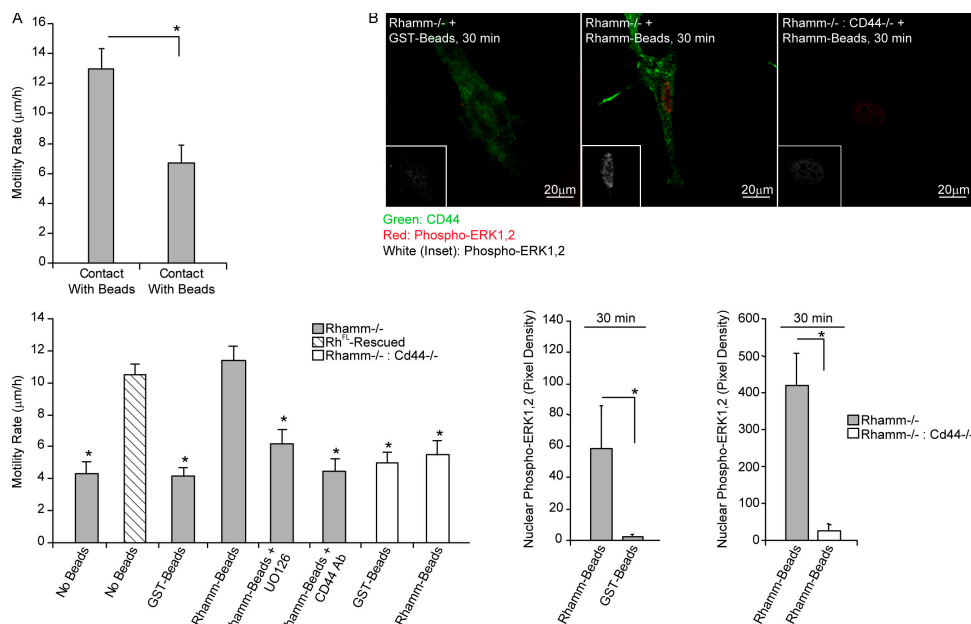 A
Motility Rate (μm/h)
16
14
12
10
8
6
4
2
0
*
Contact
With Beads
Contact
With Beads
B
Rhamm-/- +
GST-Beads, 30 min
20μm
Rhamm-/- +
Rhamm-Beads, 30 min
20μm
Rhamm-/- : CD44-/- +
Rhamm-Beads, 30 min
20μm
Green: CD44
Red: Phospho-ERK1,2
White (Inset): Phospho-ERK1,2
Motility Rate (μm/h)
14
12
10
8
6
4
2
0
Rhamm-/-
Rh^FL-Rescued
Rhamm-/- : Cd44-/-
*
*
*
*
*
*
No Beads
No Beads
GST-Beads
Rhamm-Beads
Rhamm-Beads +
UO126
Rhamm-Beads +
CD44 Ab
GST-Beads
Rhamm-Beads
Nuclear Phospho-ERK1,2 (Pixel Density)
140
120
100
80
60
40
20
0
30 min
*
Rhamm-Beads
GST-Beads
Nuclear Phospho-ERK1,2 (Pixel Density)
600
500
400
300
200
100
0
30 min
*
Rhamm-/-
Rhamm-/- : Cd44-/-
Rhamm-Beads
Rhamm-Beads